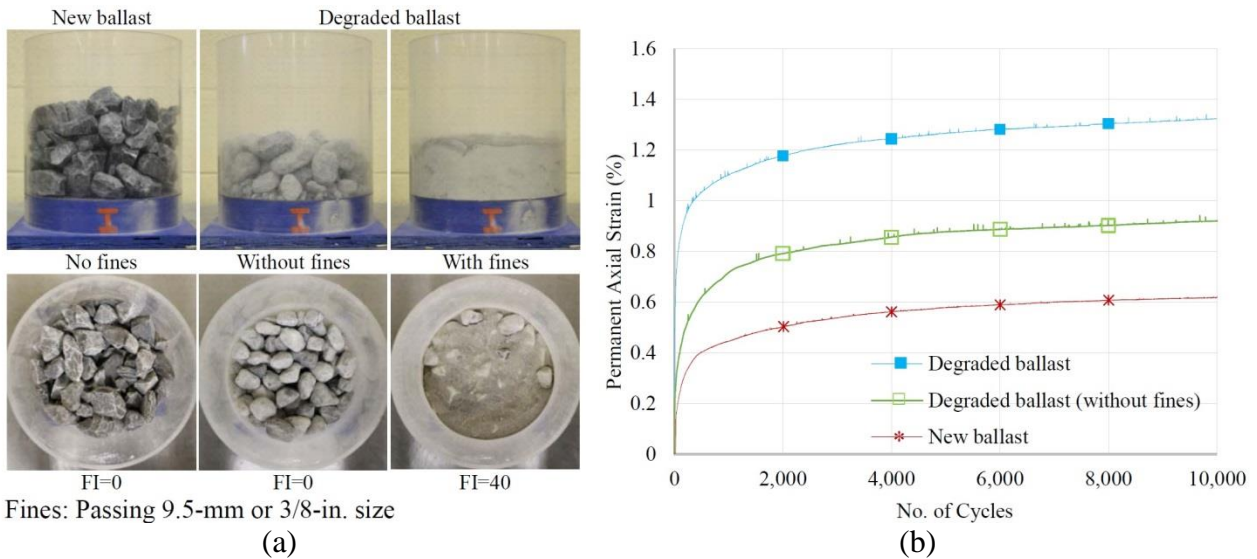 New ballast
Degraded ballast
No fines
Without fines
With fines
FI=0
FI=0
FI=40
Fines: Passing 9.5-mm or 3/8-in. size
(a)
1.6
1.4
1.2
1
0.8
0.6
0.4
0.2
0
Permanent Axial Strain (%)
Degraded ballast
Degraded ballast (without fines)
New ballast
0
2,000
4,000
6,000
8,000
10,000
No. of Cycles
(b)